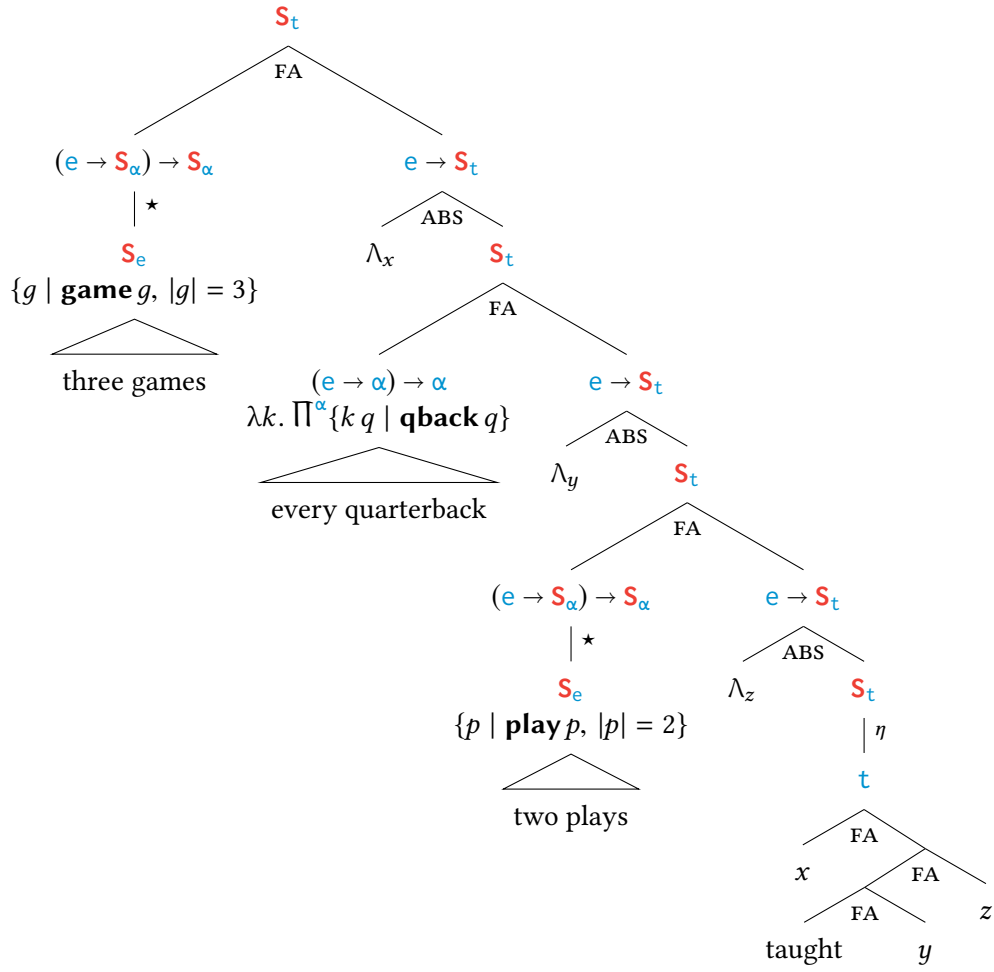 S_t
FA
(e → S_α) → S_α
e → S_t
⋆
ABS
S_e
Λ_x
S_t
{g | game g, |g| = 3}
FA
three games
(e → α) → α
e → S_t
λk. ∏^α{k q | qback q}
ABS
every quarterback
Λ_y
S_t
FA
(e → S_α) → S_α
e → S_t
⋆
ABS
S_e
Λ_z
S_t
{p | play p, |p| = 2}
η
two plays
t
FA
x
FA
z
FA
taught
y